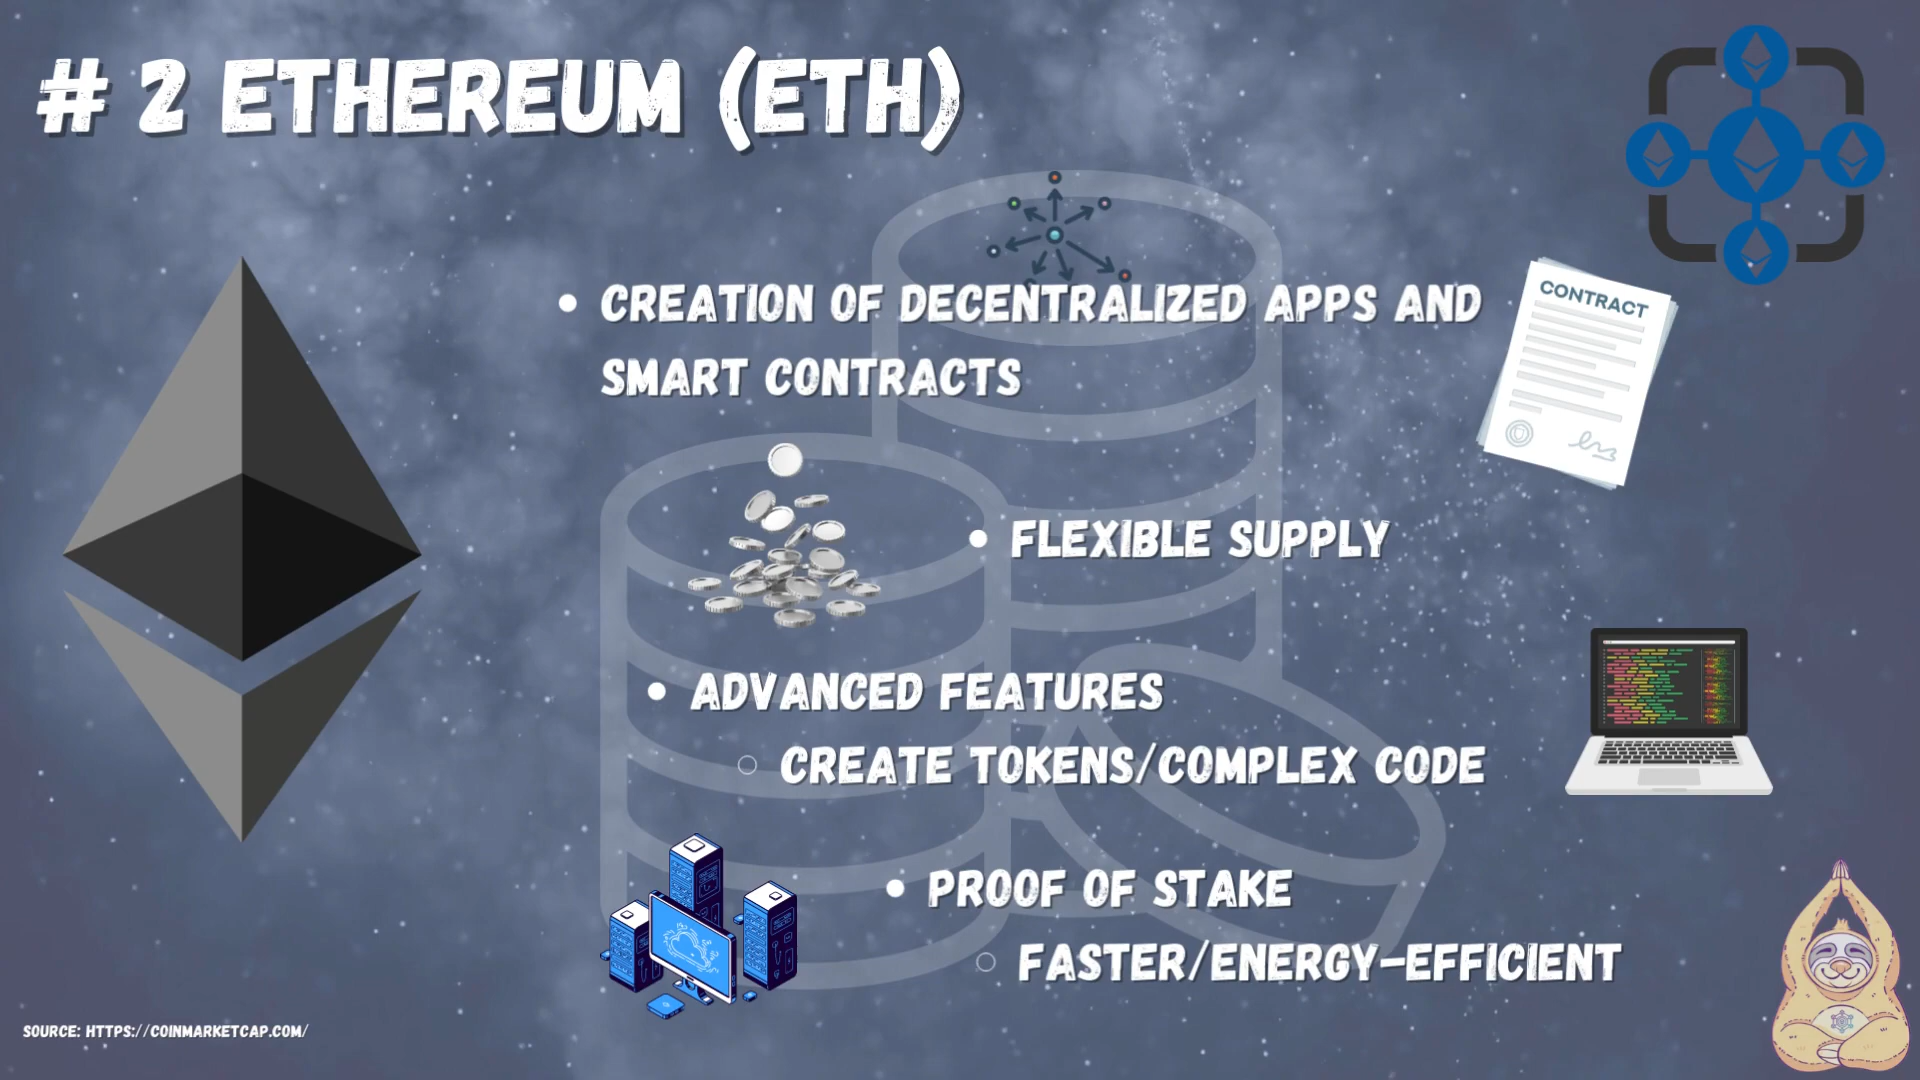 # 2 ETHEREUM (ETH)
CONTRACT
• CREATION OF DECENTRALIZED APPS AND
SMART CONTRACTS
• FLEXIBLE SUPPLY
• ADVANCED FEATURES
○ CREATE TOKENS/COMPLEX CODE
• PROOF OF STAKE
○ FASTER/ENERGY-EFFICIENT
SOURCE: HTTPS://COINMARKETCAP.COM/